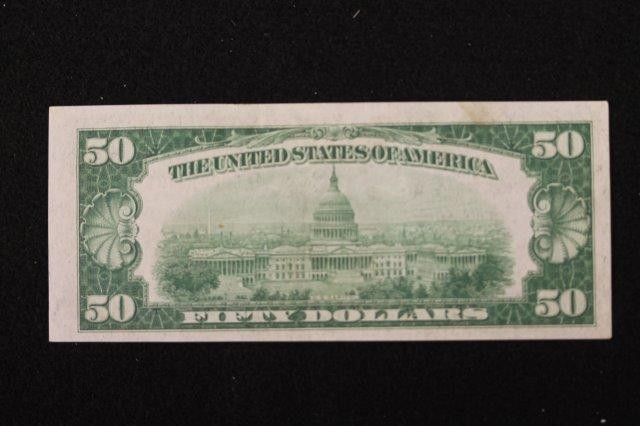 50 50
THE UNITED STATES OF AMERICA
50 FIFTY DOLLARS 50